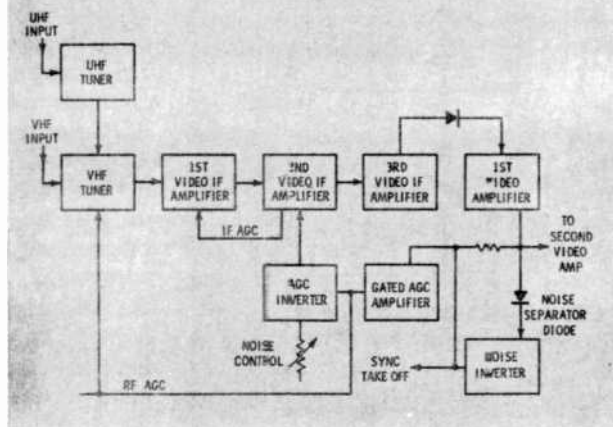 UHF
INPUT
UHF
TUNER
VHF
INPUT
VHF
TUNER
1ST
VIDEO IF
AMPLIFIER
2ND
VIDEO IF
AMPLIFIER
3RD
VIDEO IF
AMPLIFIER
1ST
VIDEO
AMPLIFIER
IF AGC
TO
SECOND
VIDEO
AMP
AGC
INVERTER
GATED AGC
AMPLIFIER
NOISE
SEPARATOR
DIODE
NOISE
CONTROL
SYNC
TAKE OFF
NOISE
INVERTER
RF AGC